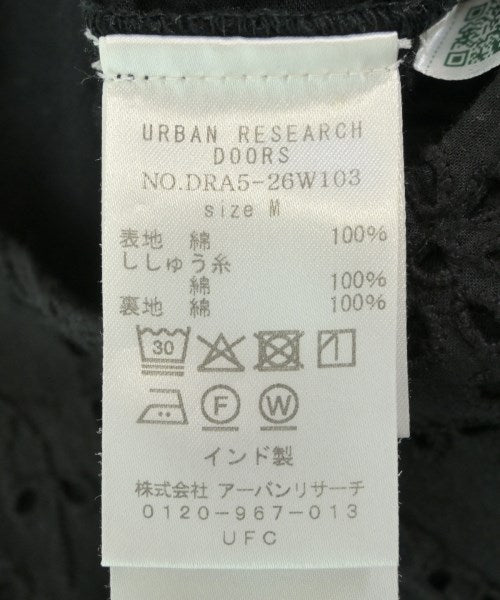 URBAN RESEARCH
DOORS
NO.DRA5-26W103
size M
表地 綿 100%
ししゅう糸
綿 100%
裏地 綿 100%
30
F W
インド製
株式会社 アーバンリサーチ
0120-967-013
UFC